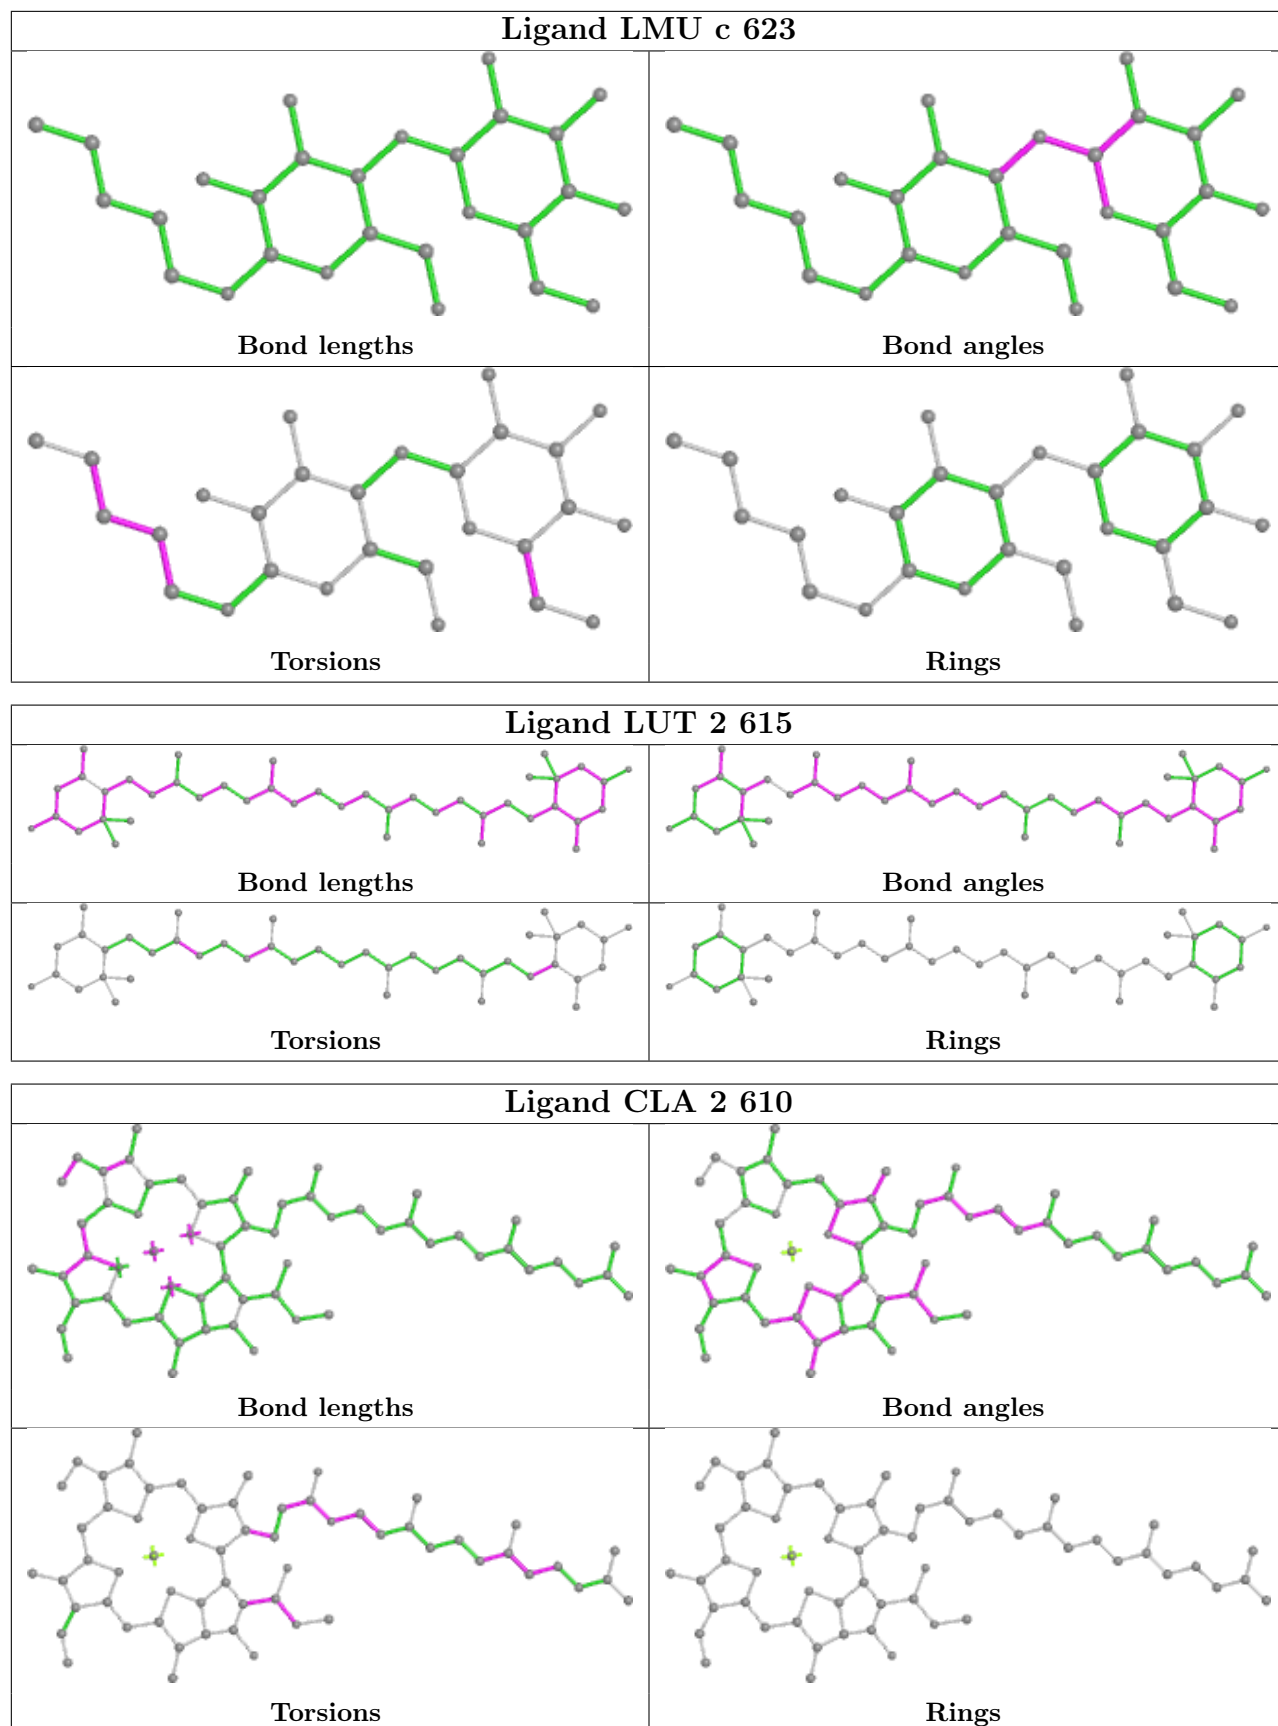 Ligand LMU c 623
Bond lengths
Bond angles
Torsions
Rings
Ligand LUT 2 615
Bond lengths
Bond angles
Torsions
Rings
Ligand CLA 2 610
Bond lengths
Bond angles
Torsions
Rings